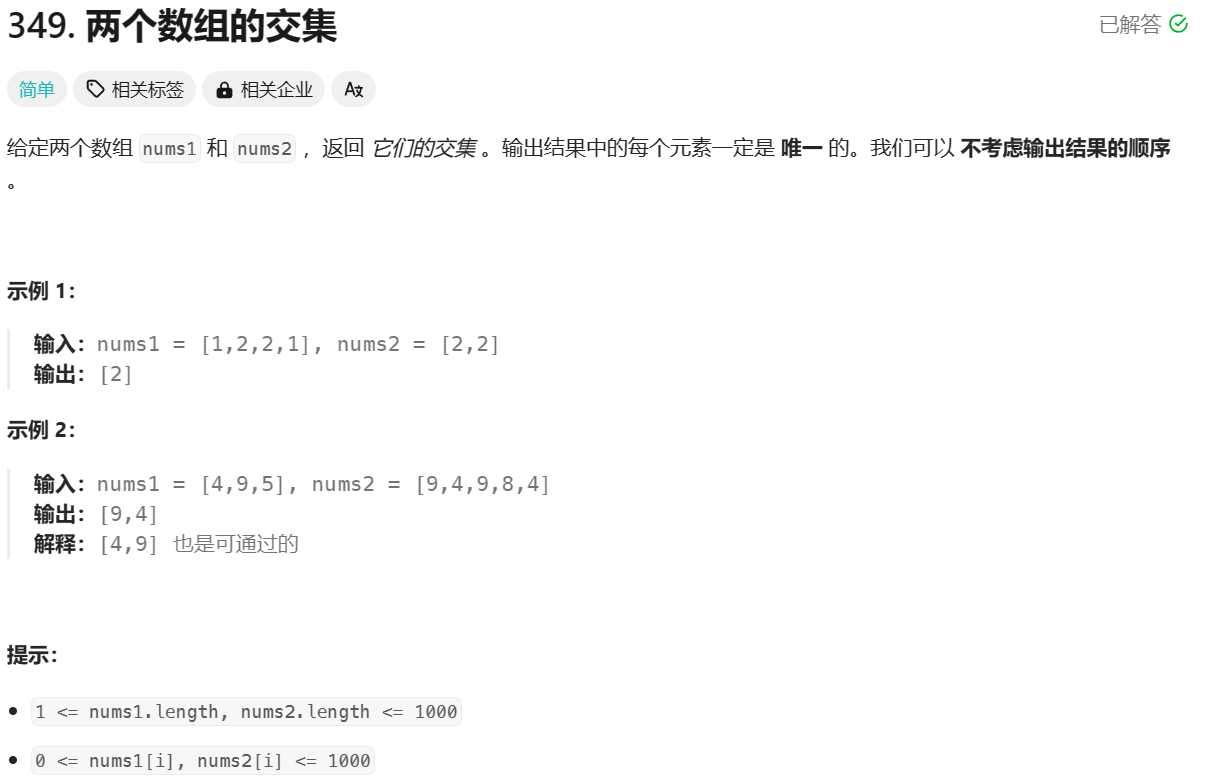 349. 两个数组的交集
已解答
简单 相关标签 相关企业 Aあ
给定两个数组 nums1 和 nums2 ，返回 它们的交集 。输出结果中的每个元素一定是 唯一 的。我们可以 不考虑输出结果的顺序
。
示例 1：
输入：nums1 = [1,2,2,1], nums2 = [2,2]
输出：[2]
示例 2：
输入：nums1 = [4,9,5], nums2 = [9,4,9,8,4]
输出：[9,4]
解释：[4,9] 也是可通过的
提示：
1 <= nums1.length, nums2.length <= 1000
0 <= nums1[i], nums2[i] <= 1000